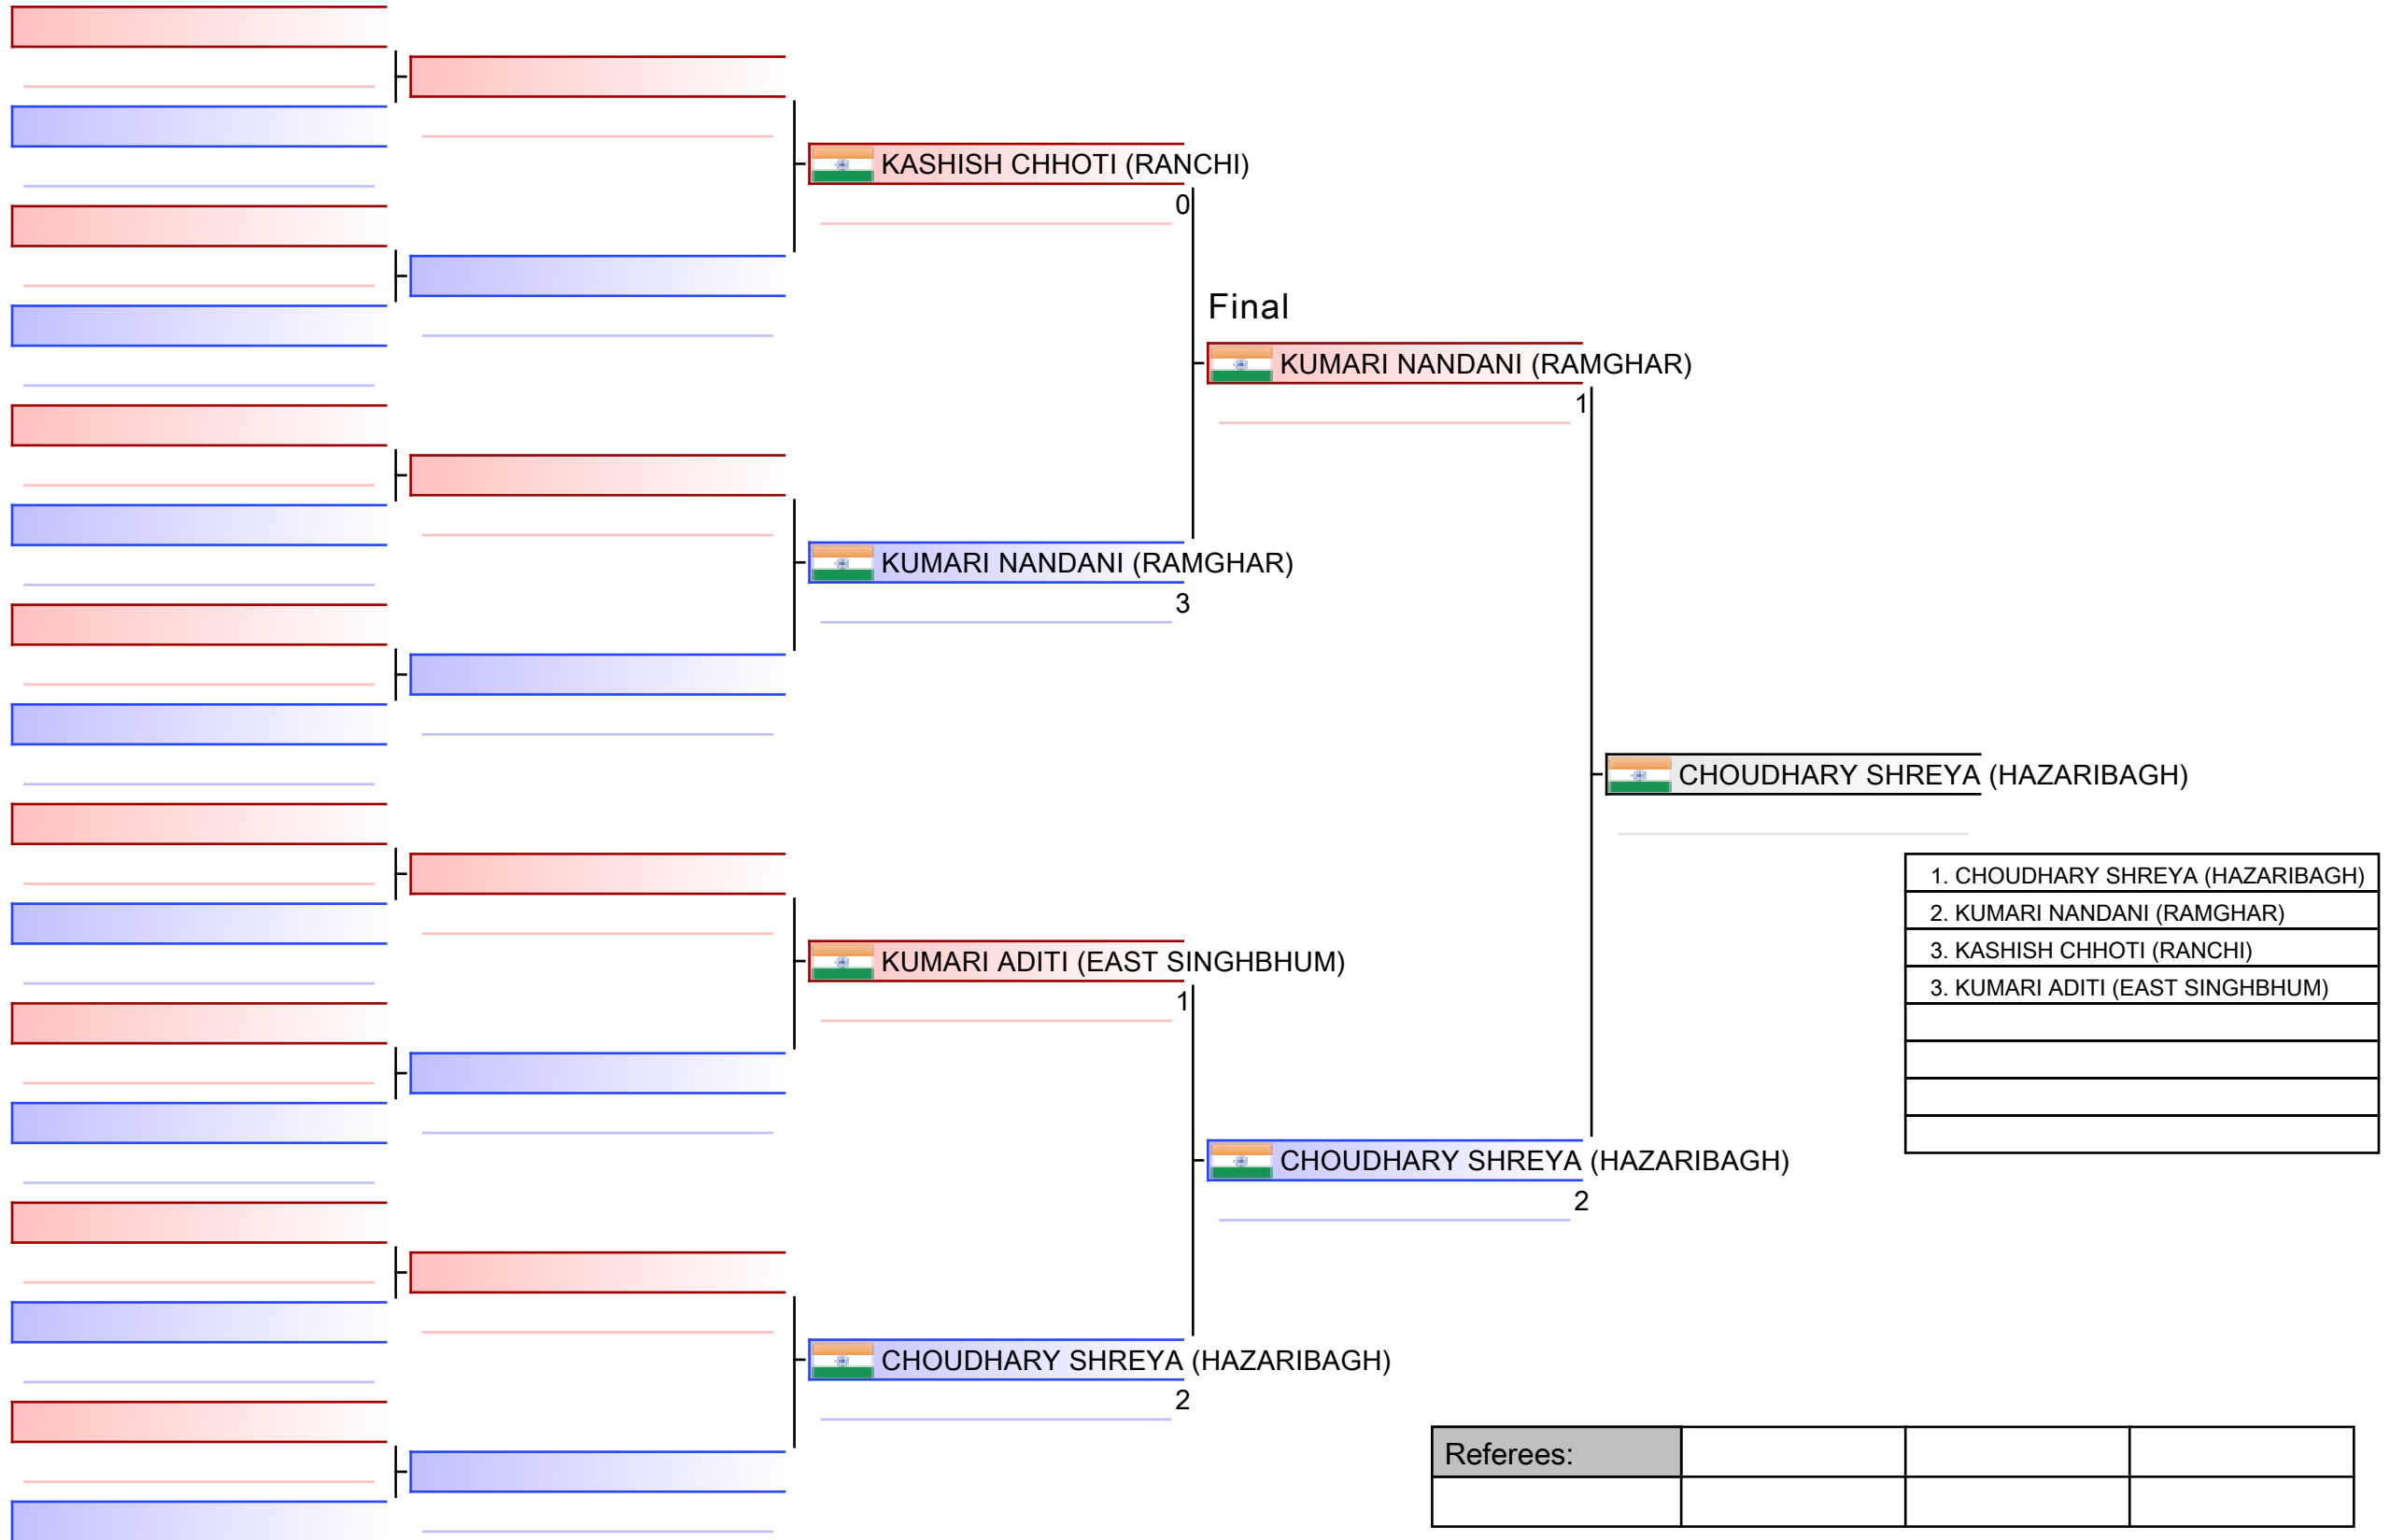 KASHISH CHHOTI (RANCHI)
0
Final
KUMARI NANDANI (RAMGHAR)
1
KUMARI NANDANI (RAMGHAR)
3
CHOUDHARY SHREYA (HAZARIBAGH)
1. CHOUDHARY SHREYA (HAZARIBAGH)
2. KUMARI NANDANI (RAMGHAR)
3. KASHISH CHHOTI (RANCHI)
3. KUMARI ADITI (EAST SINGHBHUM)
KUMARI ADITI (EAST SINGHBHUM)
1
CHOUDHARY SHREYA (HAZARIBAGH)
2
CHOUDHARY SHREYA (HAZARIBAGH)
2
Referees: